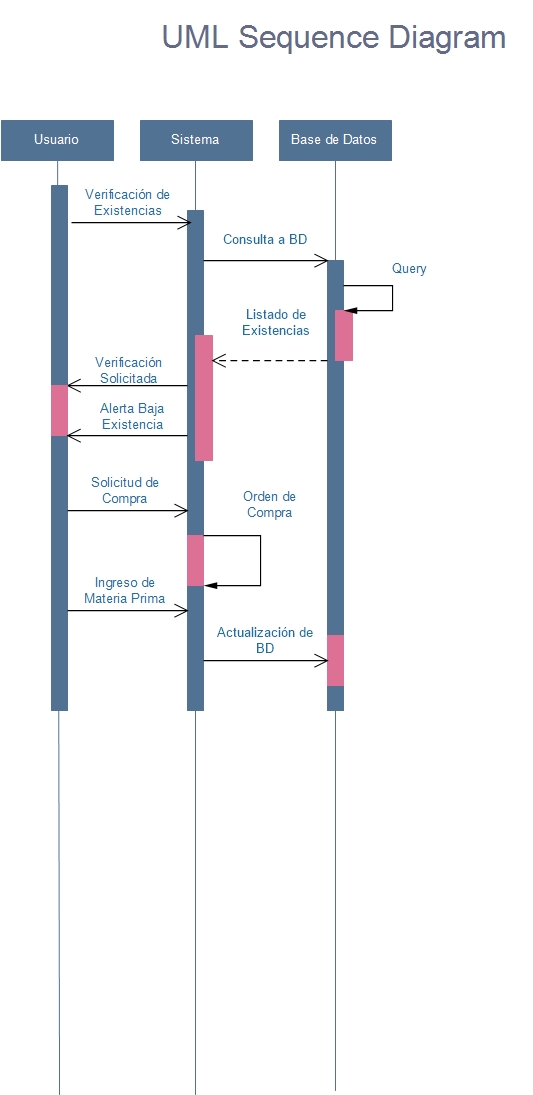 UML Sequence Diagram
Usuario
Sistema
Base de Datos
Verificación de
Existencias
Consulta a BD
Query
Listado de
Existencias
Verificación
Solicitada
Alerta Baja
Existencia
Solicitud de
Compra
Orden de
Compra
Ingreso de
Materia Prima
Actualización de
BD